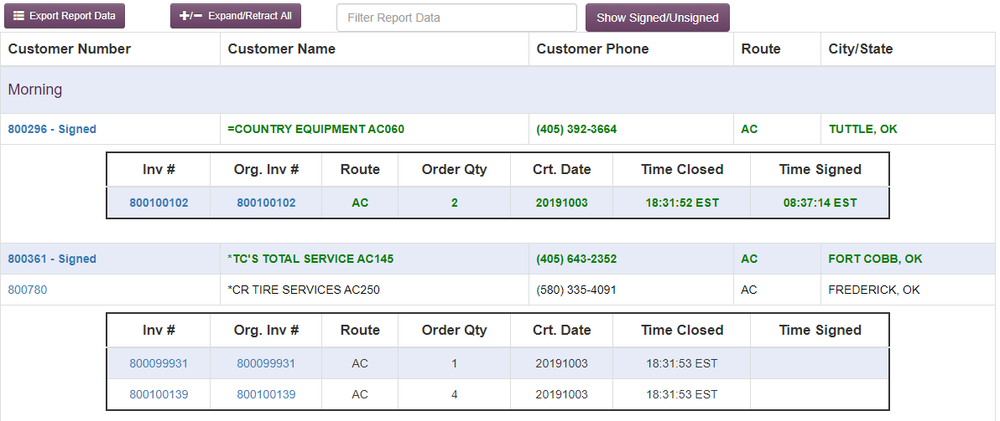 Export Report Data +/− Expand/Retract All Filter Report Data Show Signed/Unsigned
Customer Number Customer Name Customer Phone Route City/State
Morning
800296 - Signed =COUNTRY EQUIPMENT AC060 (405) 392-3664 AC TUTTLE, OK
Inv # Org. Inv # Route Order Qty Crt. Date Time Closed Time Signed
800100102 800100102 AC 2 20191003 18:31:52 EST 08:37:14 EST
800361 - Signed *TC'S TOTAL SERVICE AC145 (405) 643-2352 AC FORT COBB, OK
800780 *CR TIRE SERVICES AC250 (580) 335-4091 AC FREDERICK, OK
Inv # Org. Inv # Route Order Qty Crt. Date Time Closed Time Signed
800099931 800099931 AC 1 20191003 18:31:53 EST
800100139 800100139 AC 4 20191003 18:31:53 EST